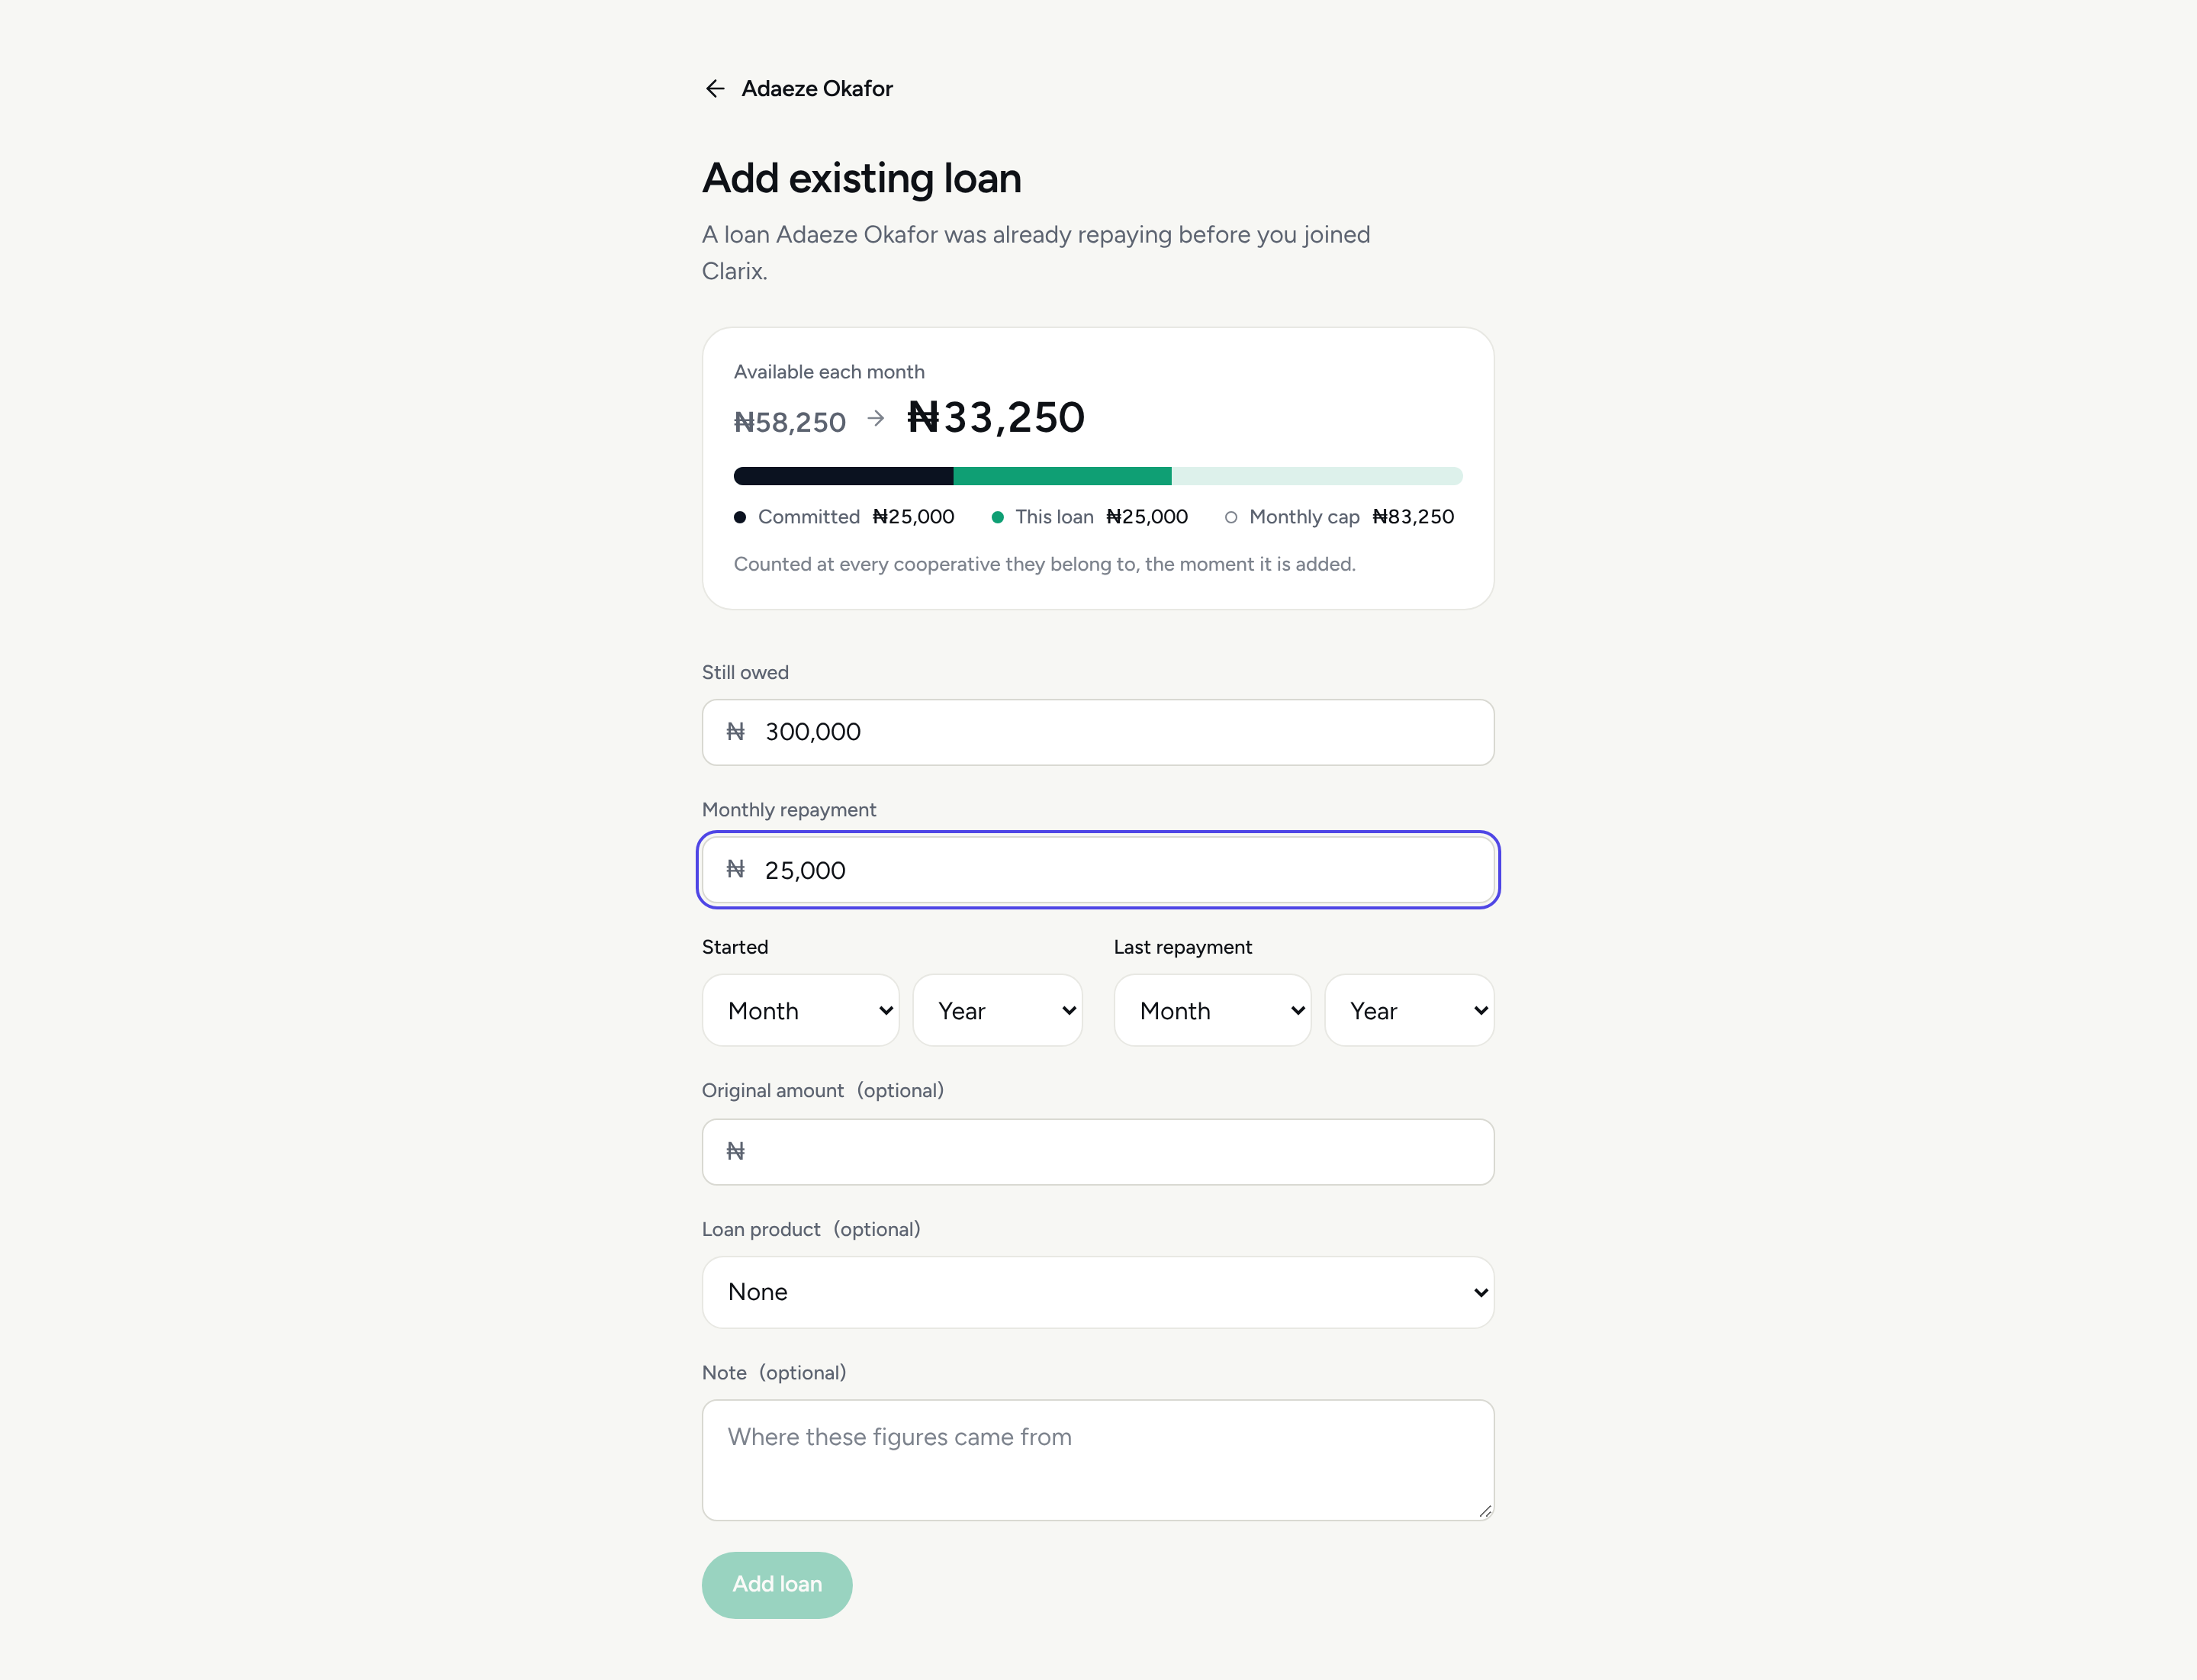 Adaeze Okafor
Add existing loan
A loan Adaeze Okafor was already repaying before you joined
Clarix.
Available each month
₦58,250 → ₦33,250
Committed ₦25,000 This loan ₦25,000 Monthly cap ₦83,250
Counted at every cooperative they belong to, the moment it is added.
Still owed
₦ 300,000
Monthly repayment
₦ 25,000
Started Last repayment
Month Year Month Year
Original amount (optional)
₦
Loan product (optional)
None
Note (optional)
Where these figures came from
Add loan